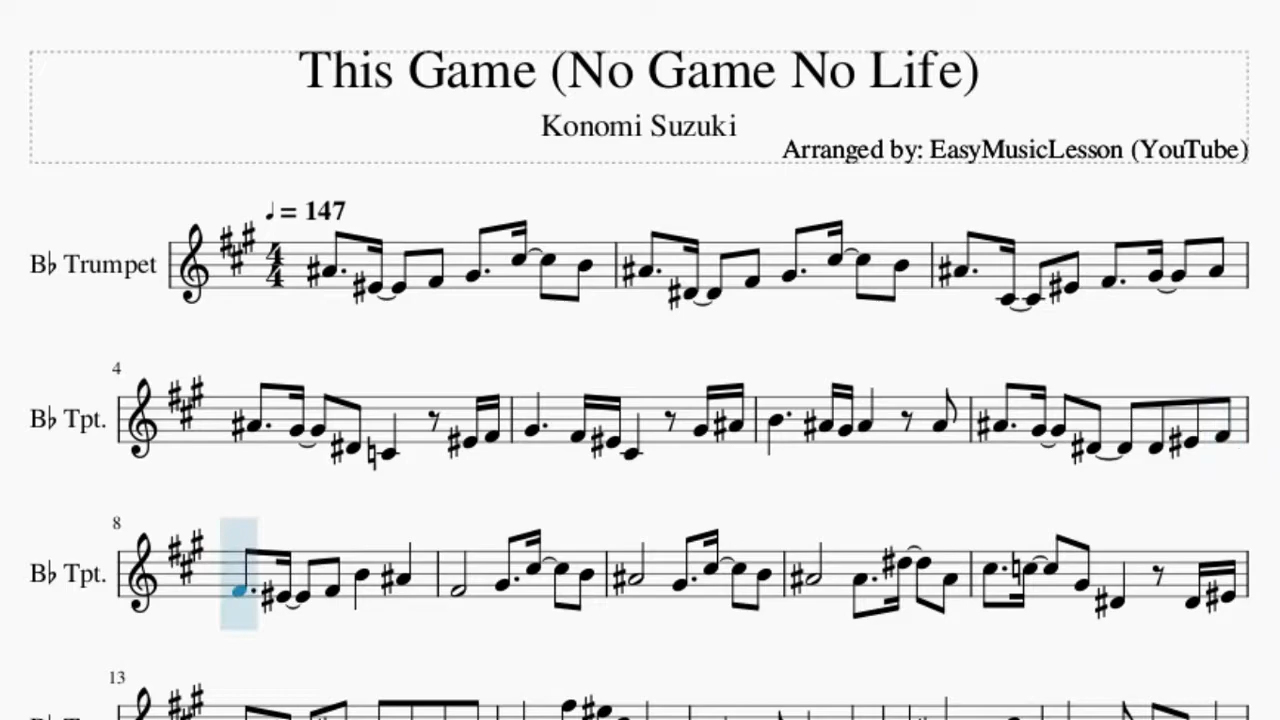 This Game (No Game No Life)
Konomi Suzuki
Arranged by: EasyMusicLesson (YouTube)
♩ = 147
B♭ Trumpet
4
4
4
B♭ Tpt.
8
B♭ Tpt.
13